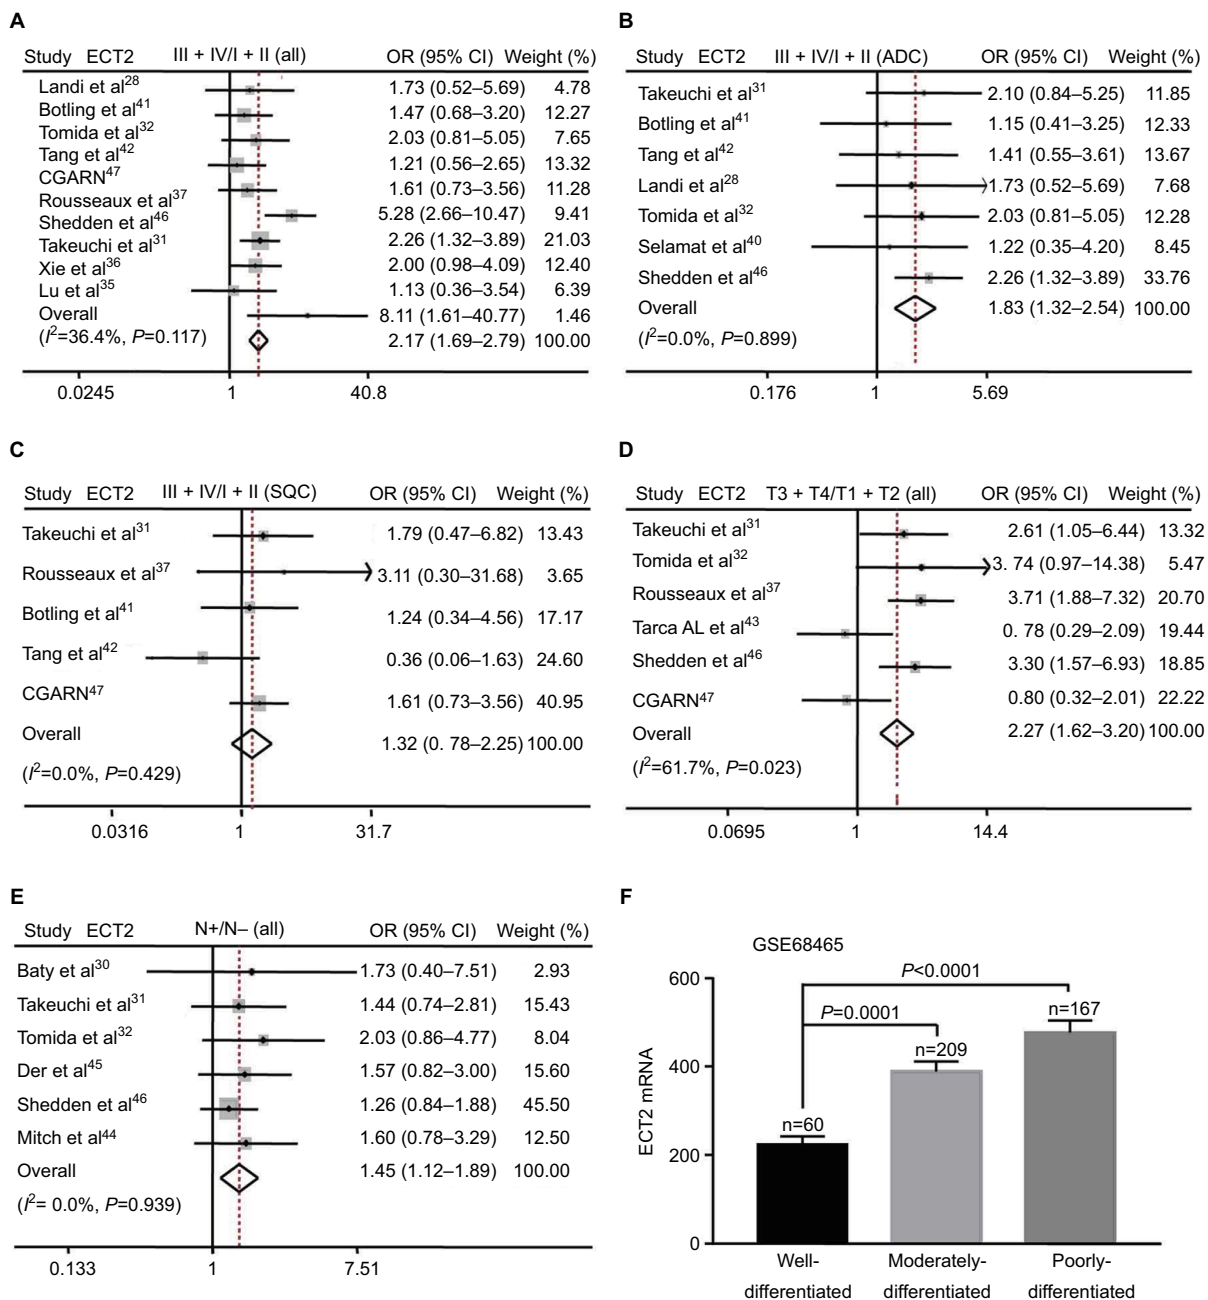 A
Study ECT2 III + IV/I + II (all) OR (95% CI) Weight (%)
Landi et al28 1.73 (0.52–5.69) 4.78
Botling et al41 1.47 (0.68–3.20) 12.27
Tomida et al32 2.03 (0.81–5.05) 7.65
Tang et al42 1.21 (0.56–2.65) 13.32
CGARN47 1.61 (0.73–3.56) 11.28
Rousseaux et al37 5.28 (2.66–10.47) 9.41
Shedden et al46 2.26 (1.32–3.89) 21.03
Takeuchi et al31 2.00 (0.98–4.09) 12.40
Xie et al36 1.13 (0.36–3.54) 6.39
Lu et al35 8.11 (1.61–40.77) 1.46
Overall 2.17 (1.69–2.79) 100.00
(I2=36.4%, P=0.117)
0.0245 1 40.8
B
Study ECT2 III + IV/I + II (ADC) OR (95% CI) Weight (%)
Takeuchi et al31 2.10 (0.84–5.25) 11.85
Botling et al41 1.15 (0.41–3.25) 12.33
Tang et al42 1.41 (0.55–3.61) 13.67
Landi et al28 1.73 (0.52–5.69) 7.68
Tomida et al32 2.03 (0.81–5.05) 12.28
Selamat et al40 1.22 (0.35–4.20) 8.45
Shedden et al46 2.26 (1.32–3.89) 33.76
Overall 1.83 (1.32–2.54) 100.00
(I2=0.0%, P=0.899)
0.176 1 5.69
C
Study ECT2 III + IV/I + II (SQC) OR (95% CI) Weight (%)
Takeuchi et al31 1.79 (0.47–6.82) 13.43
Rousseaux et al37 3.11 (0.30–31.68) 3.65
Botling et al41 1.24 (0.34–4.56) 17.17
Tang et al42 0.36 (0.06–1.63) 24.60
CGARN47 1.61 (0.73–3.56) 40.95
Overall 1.32 (0. 78–2.25) 100.00
(I2=0.0%, P=0.429)
0.0316 1 31.7
D
Study ECT2 T3 + T4/T1 + T2 (all) OR (95% CI) Weight (%)
Takeuchi et al31 2.61 (1.05–6.44) 13.32
Tomida et al32 3. 74 (0.97–14.38) 5.47
Rousseaux et al37 3.71 (1.88–7.32) 20.70
Tarca AL et al43 0. 78 (0.29–2.09) 19.44
Shedden et al46 3.30 (1.57–6.93) 18.85
CGARN47 0.80 (0.32–2.01) 22.22
Overall 2.27 (1.62–3.20) 100.00
(I2=61.7%, P=0.023)
0.0695 1 14.4
E
Study ECT2 N+/N– (all) OR (95% CI) Weight (%)
Baty et al30 1.73 (0.40–7.51) 2.93
Takeuchi et al31 1.44 (0.74–2.81) 15.43
Tomida et al32 2.03 (0.86–4.77) 8.04
Der et al45 1.57 (0.82–3.00) 15.60
Shedden et al46 1.26 (0.84–1.88) 45.50
Mitch et al44 1.60 (0.78–3.29) 12.50
Overall 1.45 (1.12–1.89) 100.00
(I2= 0.0%, P=0.939)
0.133 1 7.51
F
GSE68465
P<0.0001
P=0.0001
n=167
n=209
n=60
ECT2 mRNA
600
400
200
0
Well- Moderately- Poorly-
differentiated differentiated differentiated